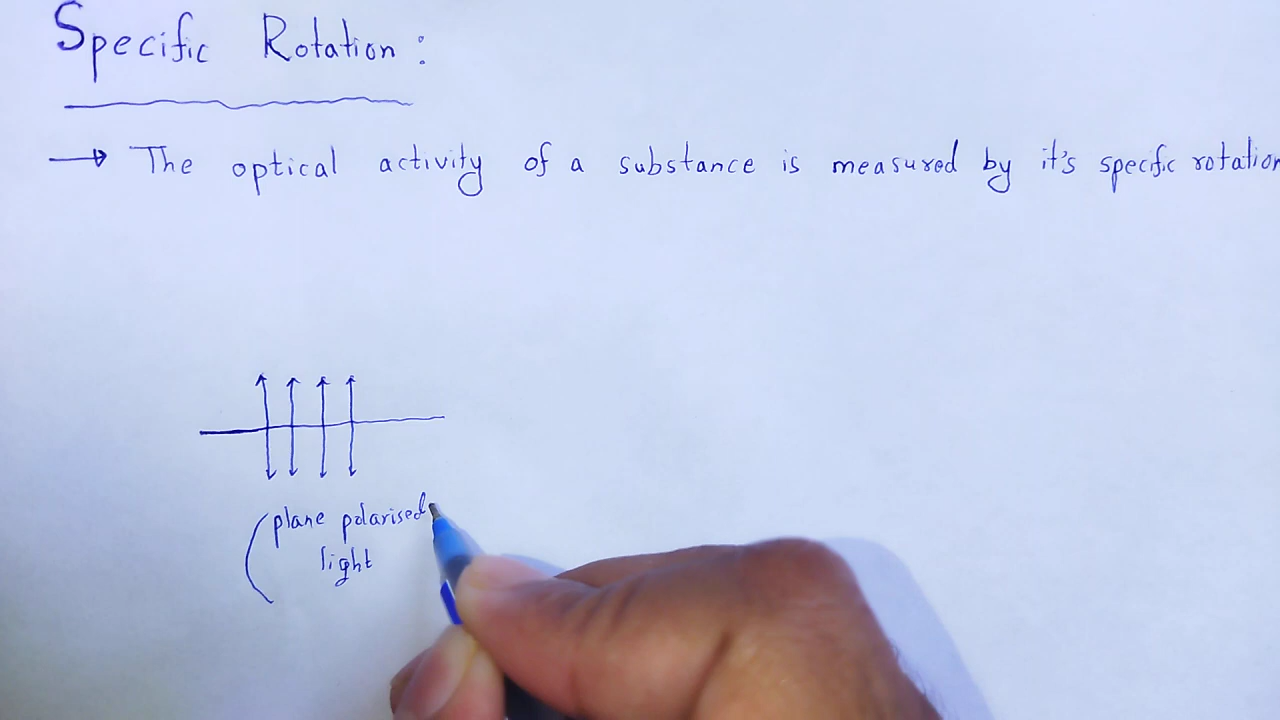 Specific Rotation:
→ The optical activity of a substance is measured by it's specific rotation
(plane polarised
light